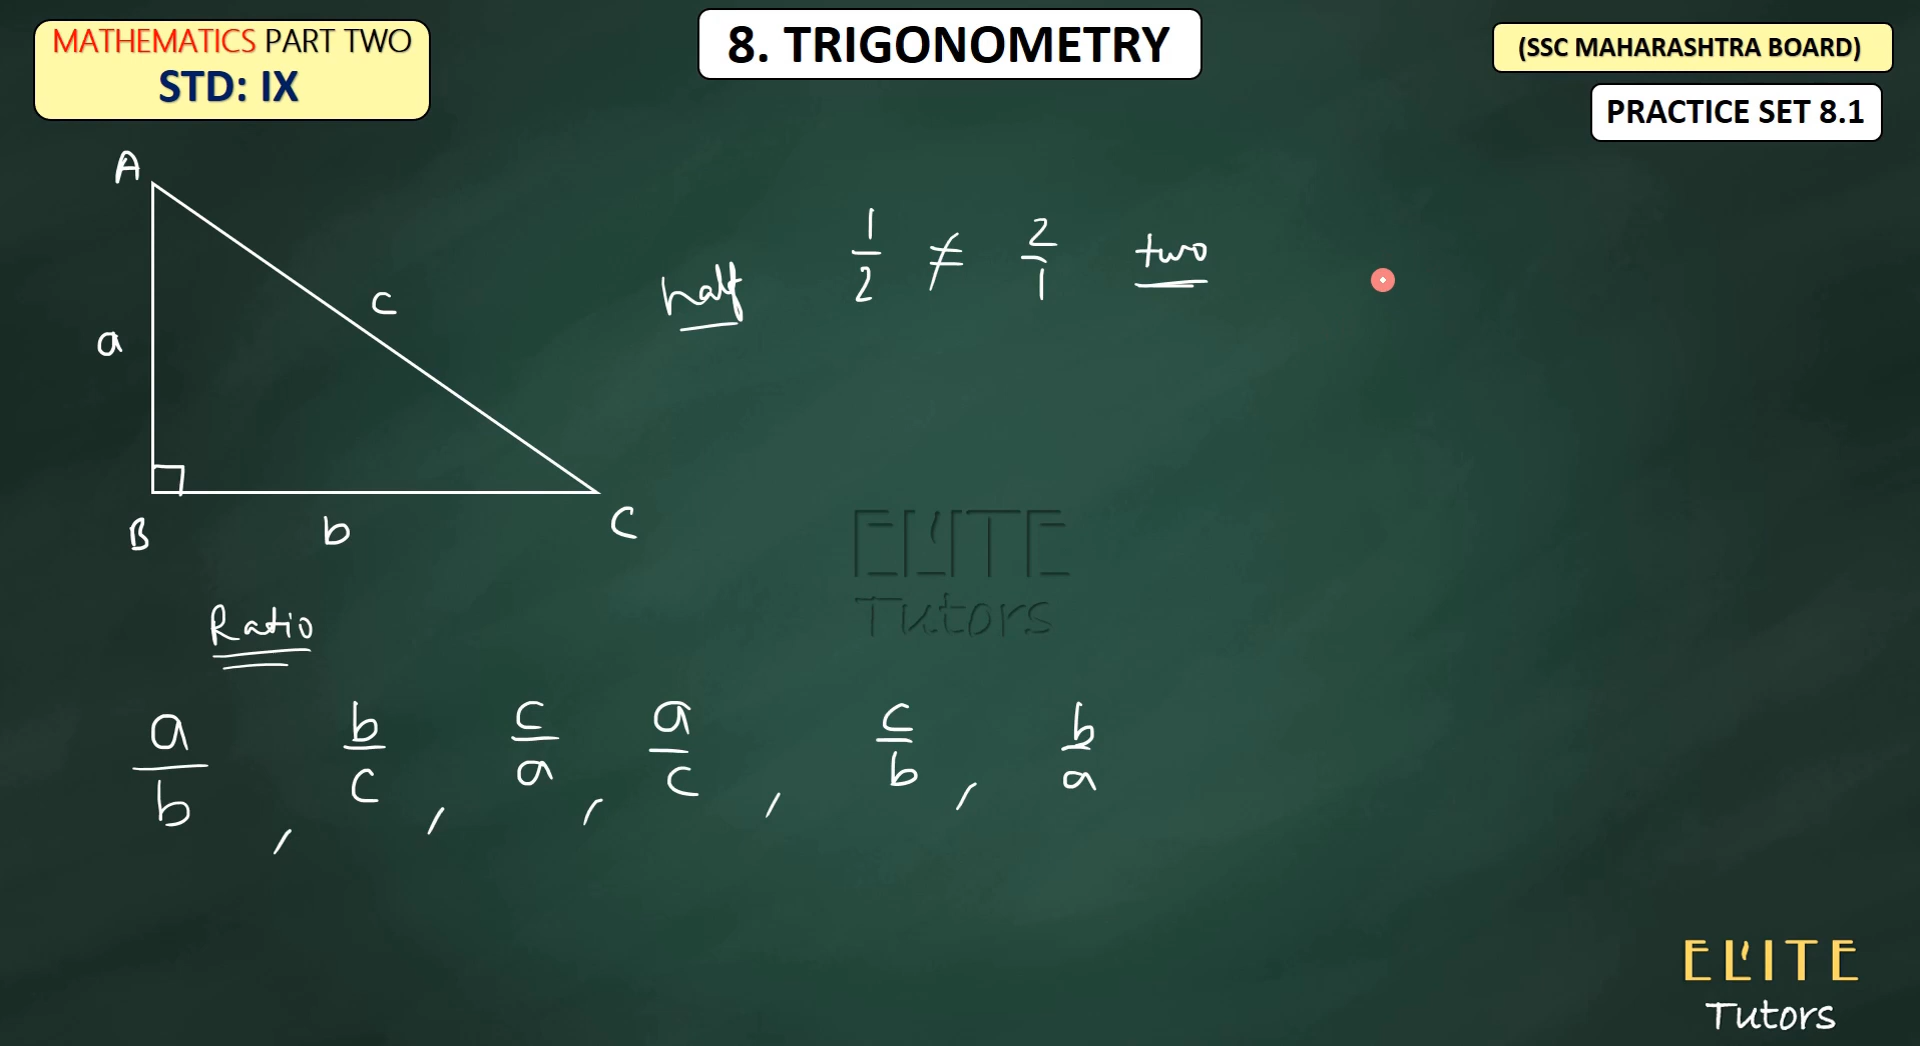 MATHEMATICS PART TWO
STD: IX
8. TRIGONOMETRY
(SSC MAHARASHTRA BOARD)
PRACTICE SET 8.1
A
a
c
B
b
C
half 1/2 ≠ 2/1 two
Ratio
a/b , b/c , c/a , a/c , c/b , b/a
ELITE
Tutors
ELITE
Tutors